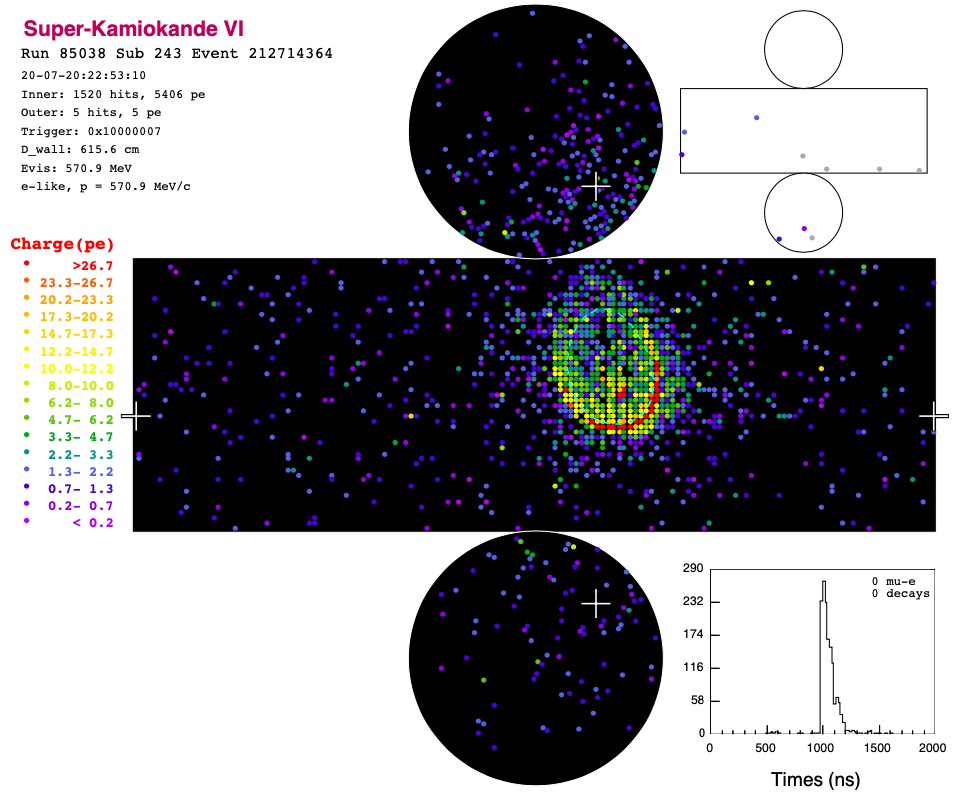 Super-Kamiokande VI
Run 85038 Sub 243 Event 212714364
20-07-20:22:53:10
Inner: 1520 hits, 5406 pe
Outer: 5 hits, 5 pe
Trigger: 0x10000007
D_wall: 615.6 cm
Evis: 570.9 MeV
e-like, p = 570.9 MeV/c
Charge(pe)
>26.7
23.3-26.7
20.2-23.3
17.3-20.2
14.7-17.3
12.2-14.7
10.0-12.2
8.0-10.0
6.2- 8.0
4.7- 6.2
3.3- 4.7
2.2- 3.3
1.3- 2.2
0.7- 1.3
0.2- 0.7
< 0.2
290
232
174
116
58
0
0 mu-e
0 decays
0 500 1000 1500 2000
Times (ns)